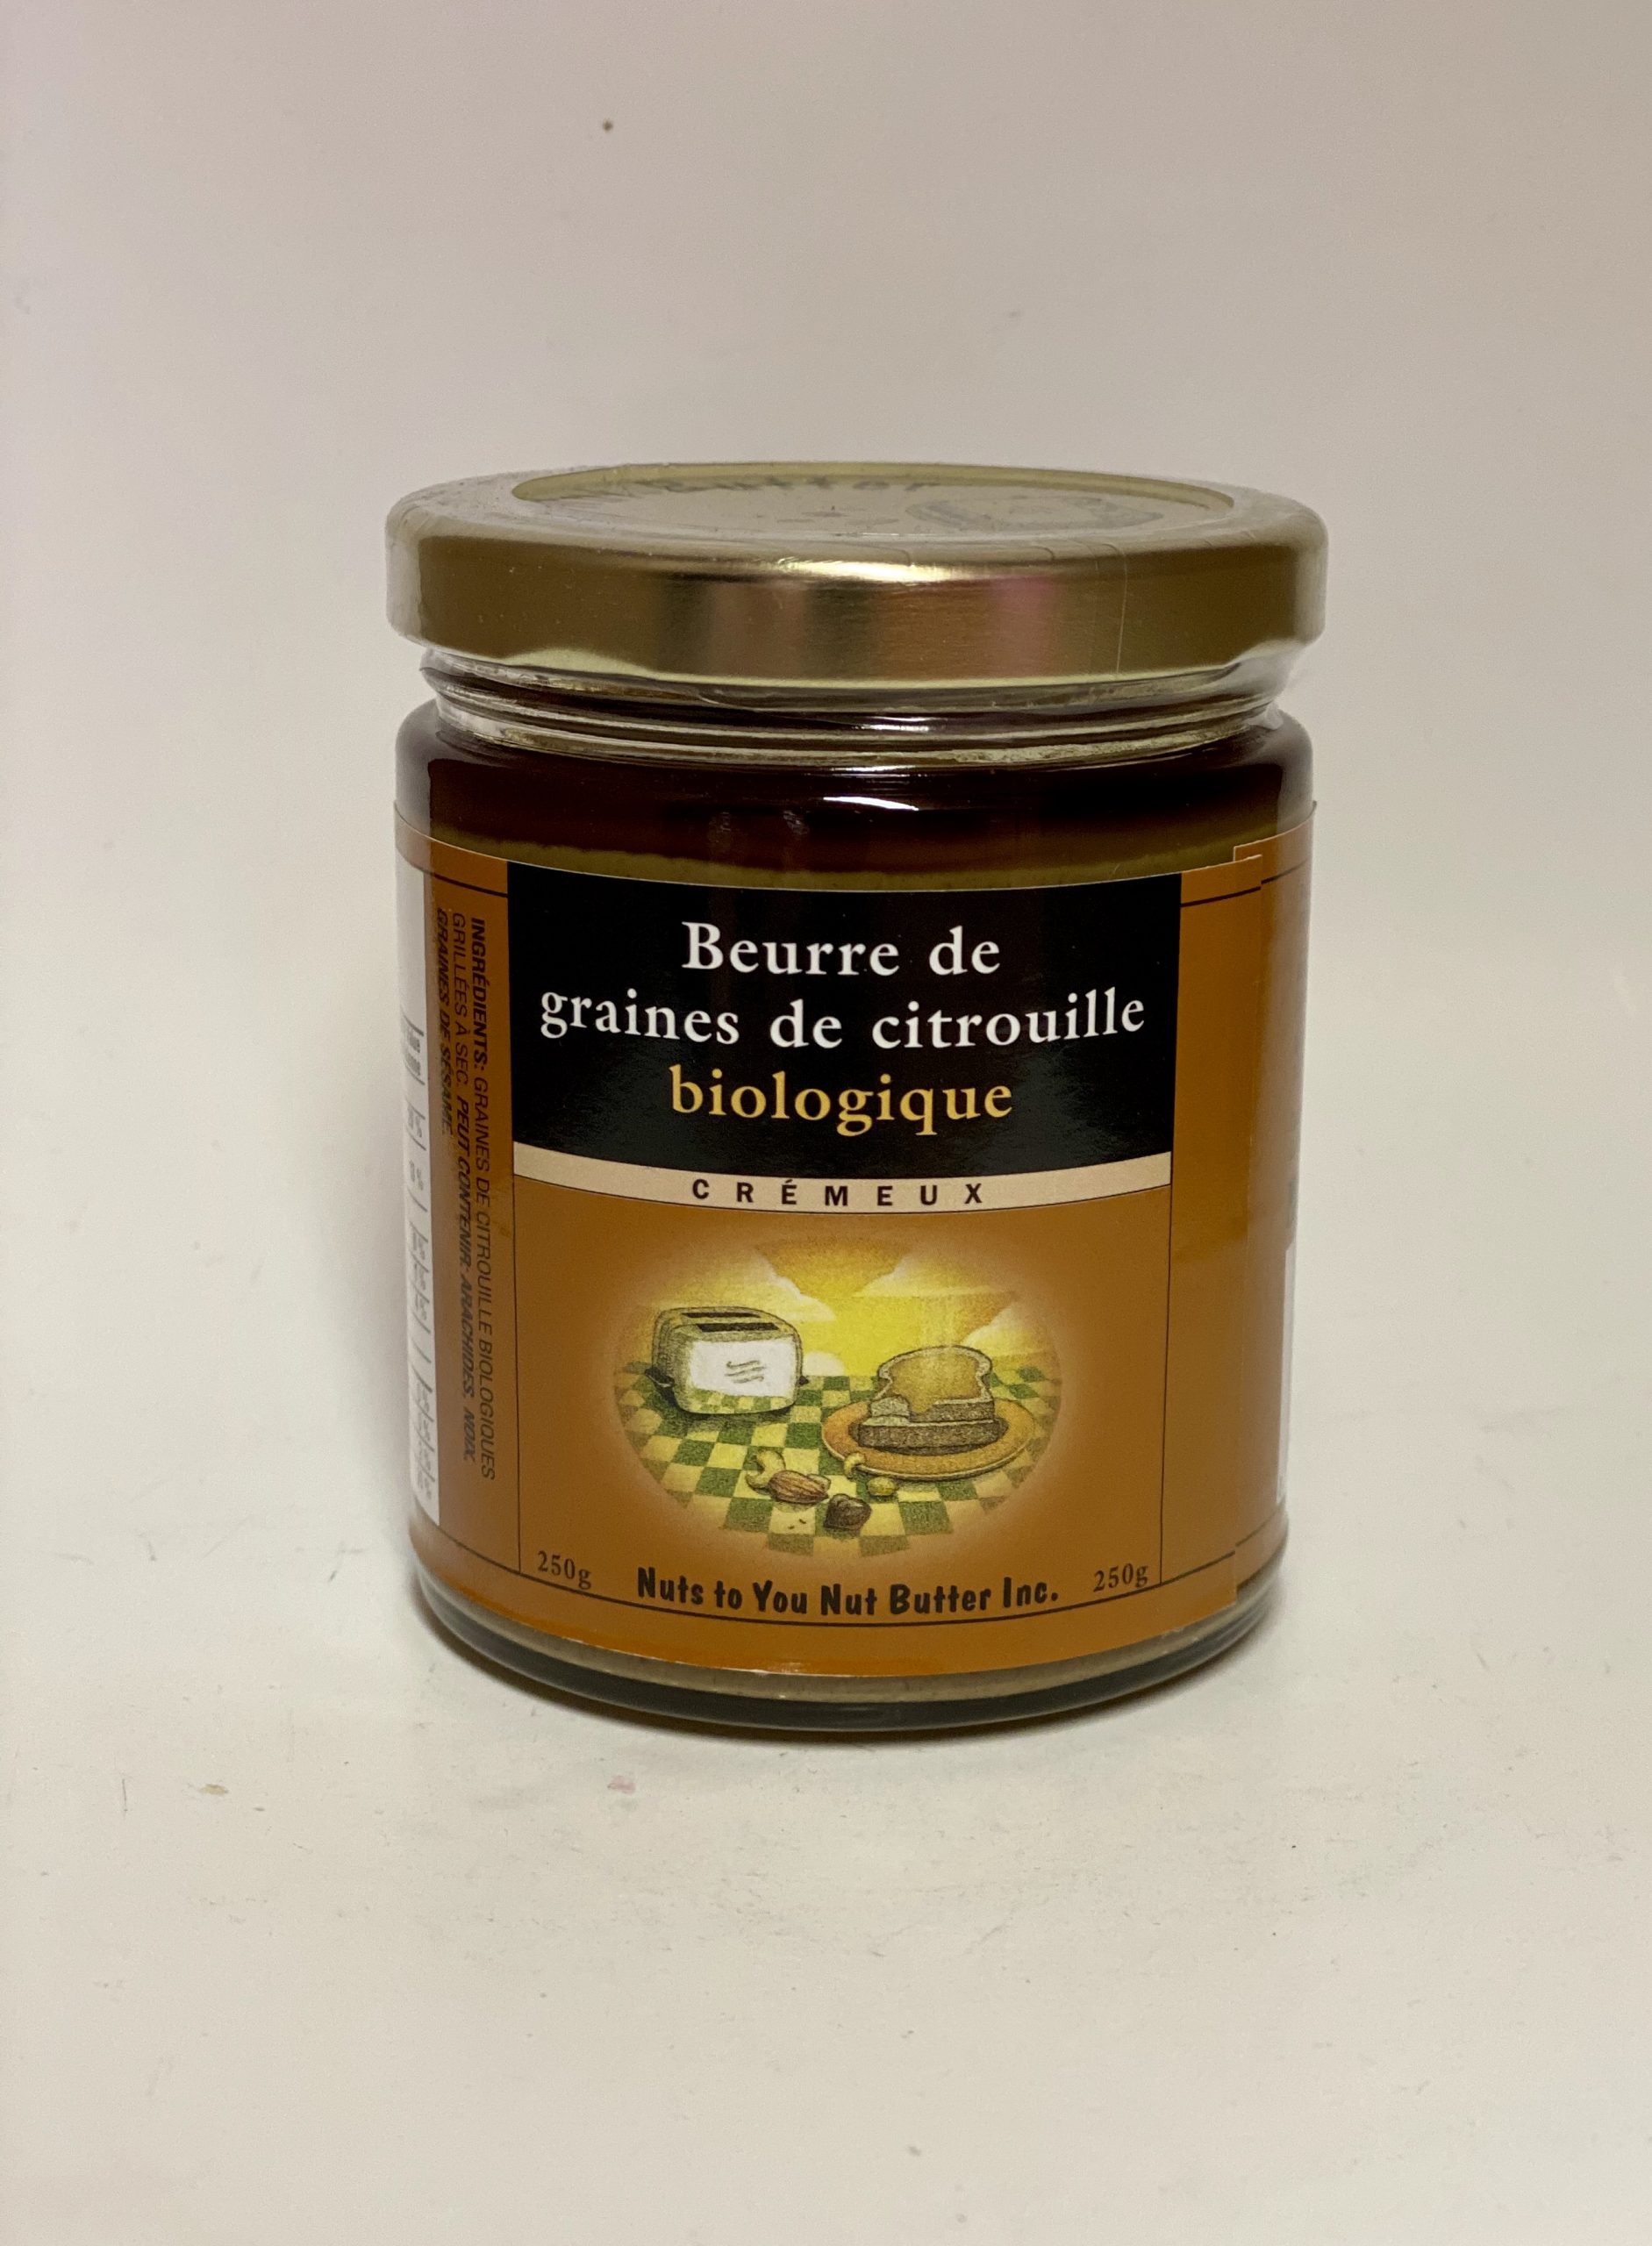 Butter
Beurre de
graines de citrouille
biologique
CRÉMEUX
250g
Nuts to You Nut Butter Inc.
250g
INGRÉDIENTS: GRAINES DE CITROUILLE BIOLOGIQUES
GRILLÉES À SEC. PEUT CONTENIR: ARACHIDES, NOIX,
GRAINES DE SÉSAME.